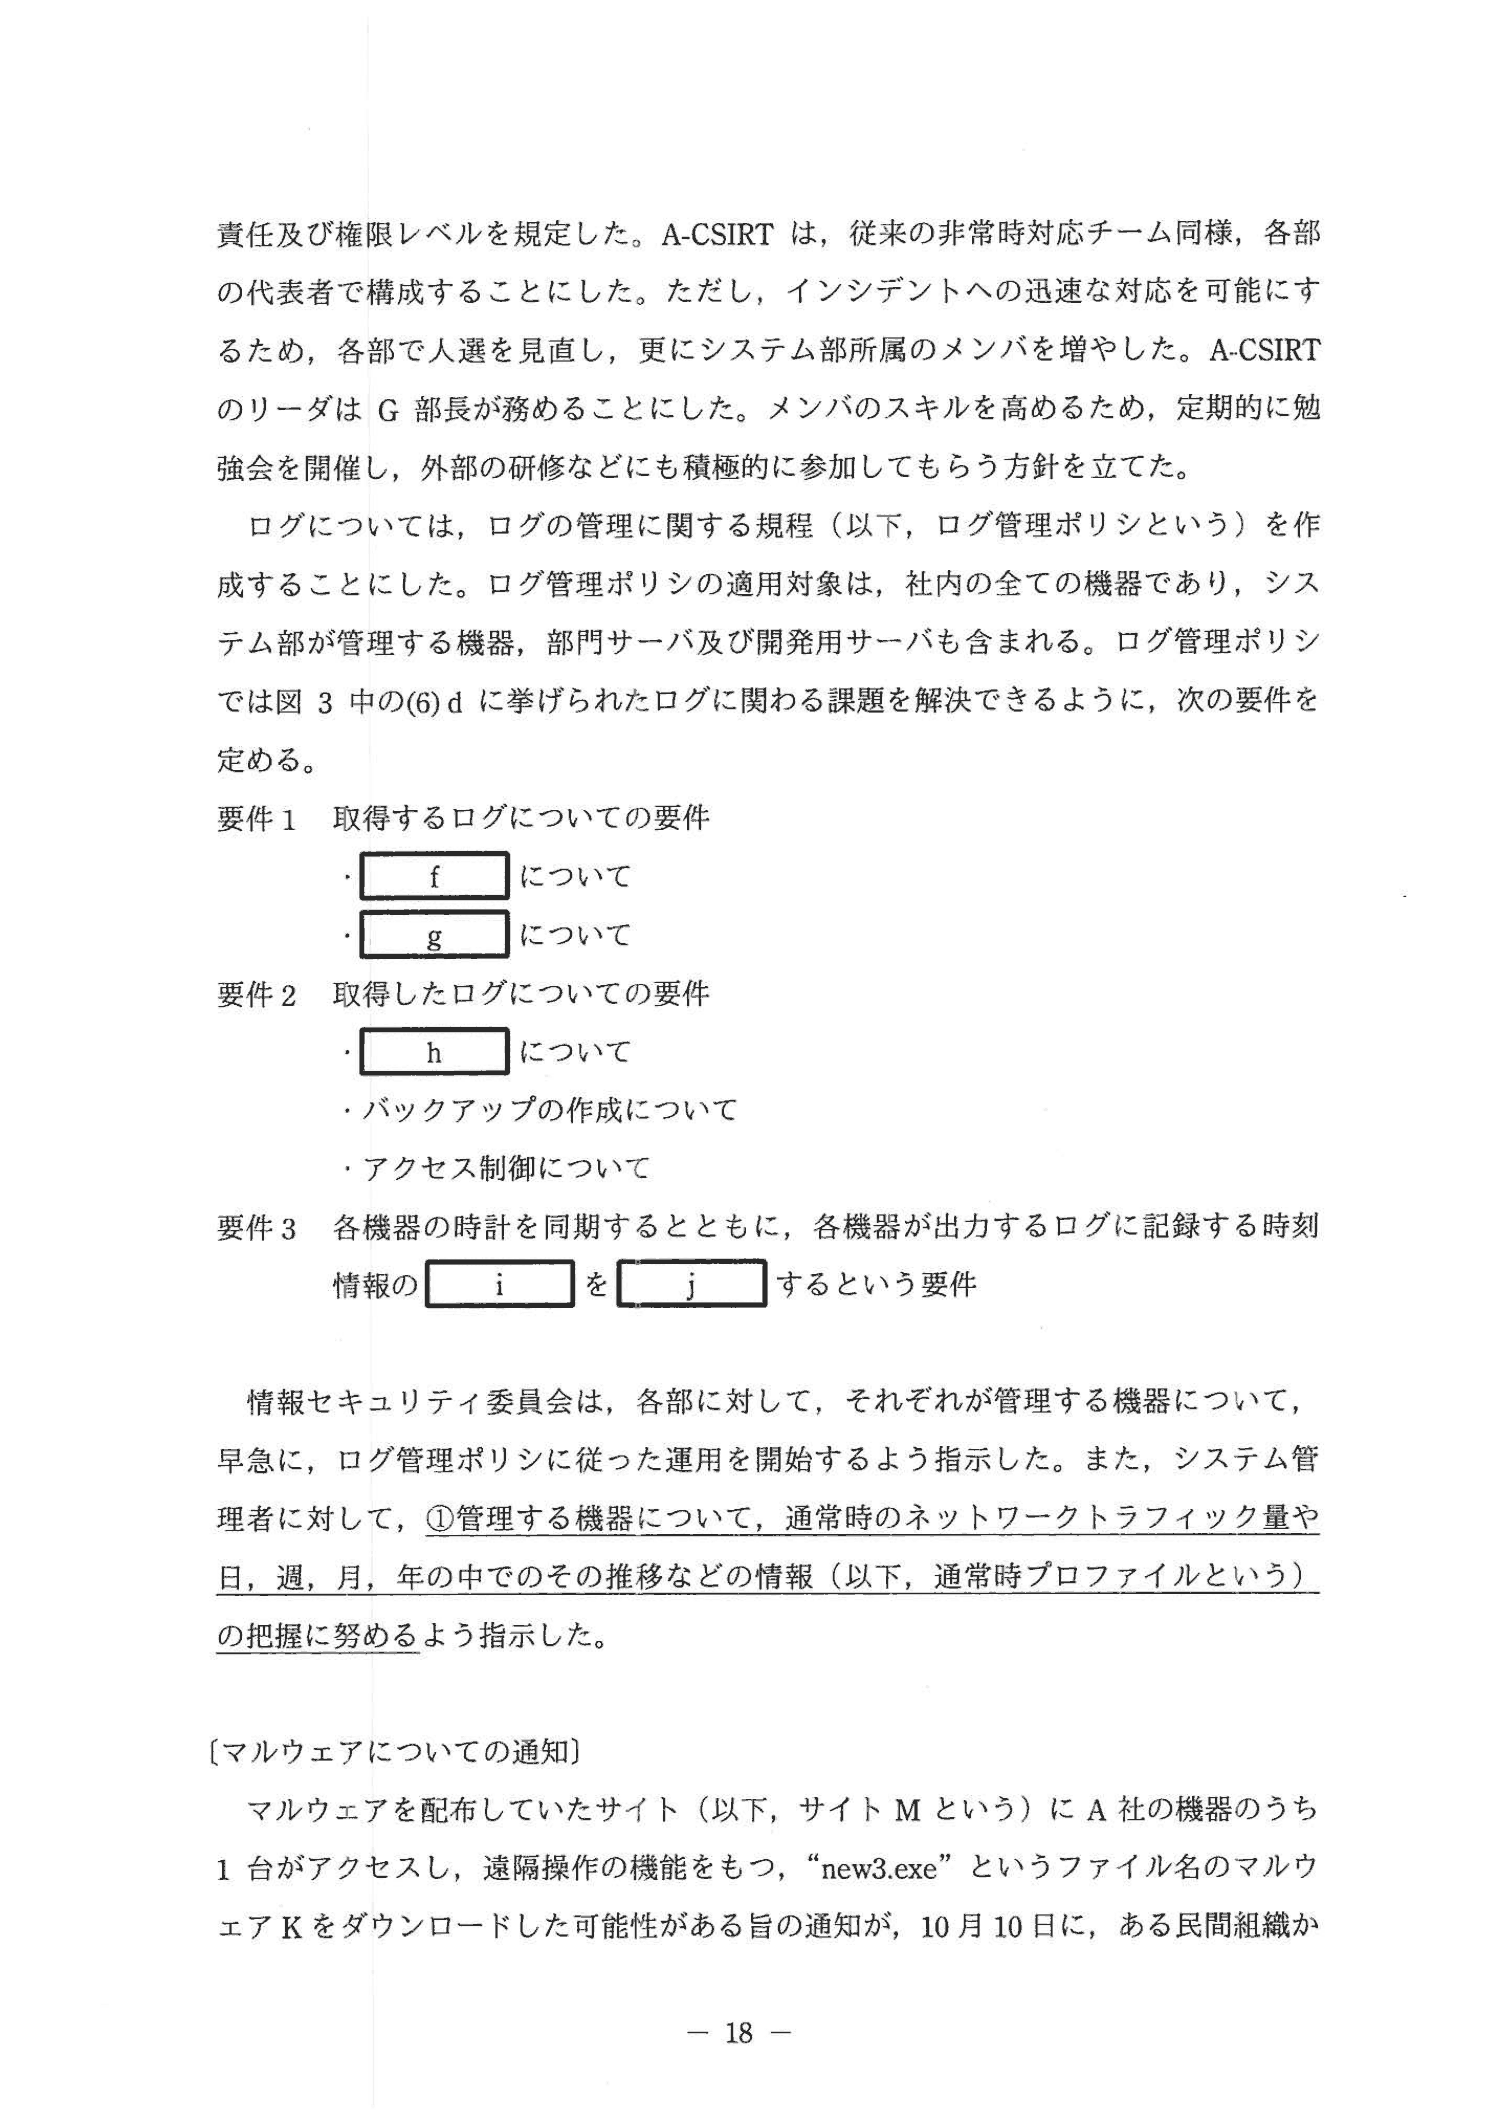 責任及び権限レベルを規定した。A-CSIRT は，従来の非常時対応チーム同様，各部
の代表者で構成することにした。ただし，インシデントへの迅速な対応を可能にす
るため，各部で人選を見直し，更にシステム部所属のメンバを増やした。A-CSIRT
のリーダは G 部長が務めることにした。メンバのスキルを高めるため，定期的に勉
強会を開催し，外部の研修などにも積極的に参加してもらう方針を立てた。
ログについては，ログの管理に関する規程（以下，ログ管理ポリシという）を作
成することにした。ログ管理ポリシの適用対象は，社内の全ての機器であり，シス
テム部が管理する機器，部門サーバ及び開発用サーバも含まれる。ログ管理ポリシ
では図 3 中の(6) d に挙げられたログに関わる課題を解決できるように，次の要件を
定める。
要件 1 取得するログについての要件
・ f について
・ g について
要件 2 取得したログについての要件
・ h について
・バックアップの作成について
・アクセス制御について
要件 3 各機器の時計を同期するとともに，各機器が出力するログに記録する時刻
情報の i を j するという要件
情報セキュリティ委員会は，各部に対して，それぞれが管理する機器について，
早急に，ログ管理ポリシに従った運用を開始するよう指示した。また，システム管
理者に対して，①管理する機器について，通常時のネットワークトラフィック量や
日，週，月，年の中でのその推移などの情報（以下，通常時プロファイルという）
の把握に努めるよう指示した。
〔マルウェアについての通知〕
マルウェアを配布していたサイト（以下，サイト M という）に A 社の機器のうち
1 台がアクセスし，遠隔操作の機能をもつ，“new3.exe” というファイル名のマルウ
ェア K をダウンロードした可能性がある旨の通知が，10 月 10 日に，ある民間組織か
— 18 —